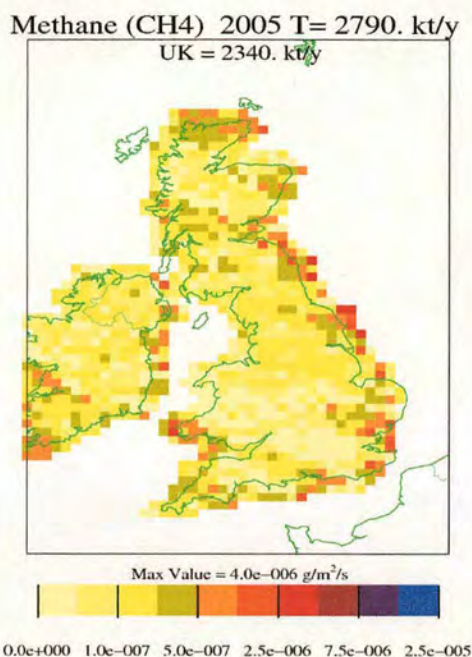 Methane (CH4) 2005 T= 2790. kt/y
UK = 2340. kt/y
Max Value = 4.0e−006 g/m²/s
0.0e+000 1.0e−007 5.0e−007 2.5e−006 7.5e−006 2.5e−005